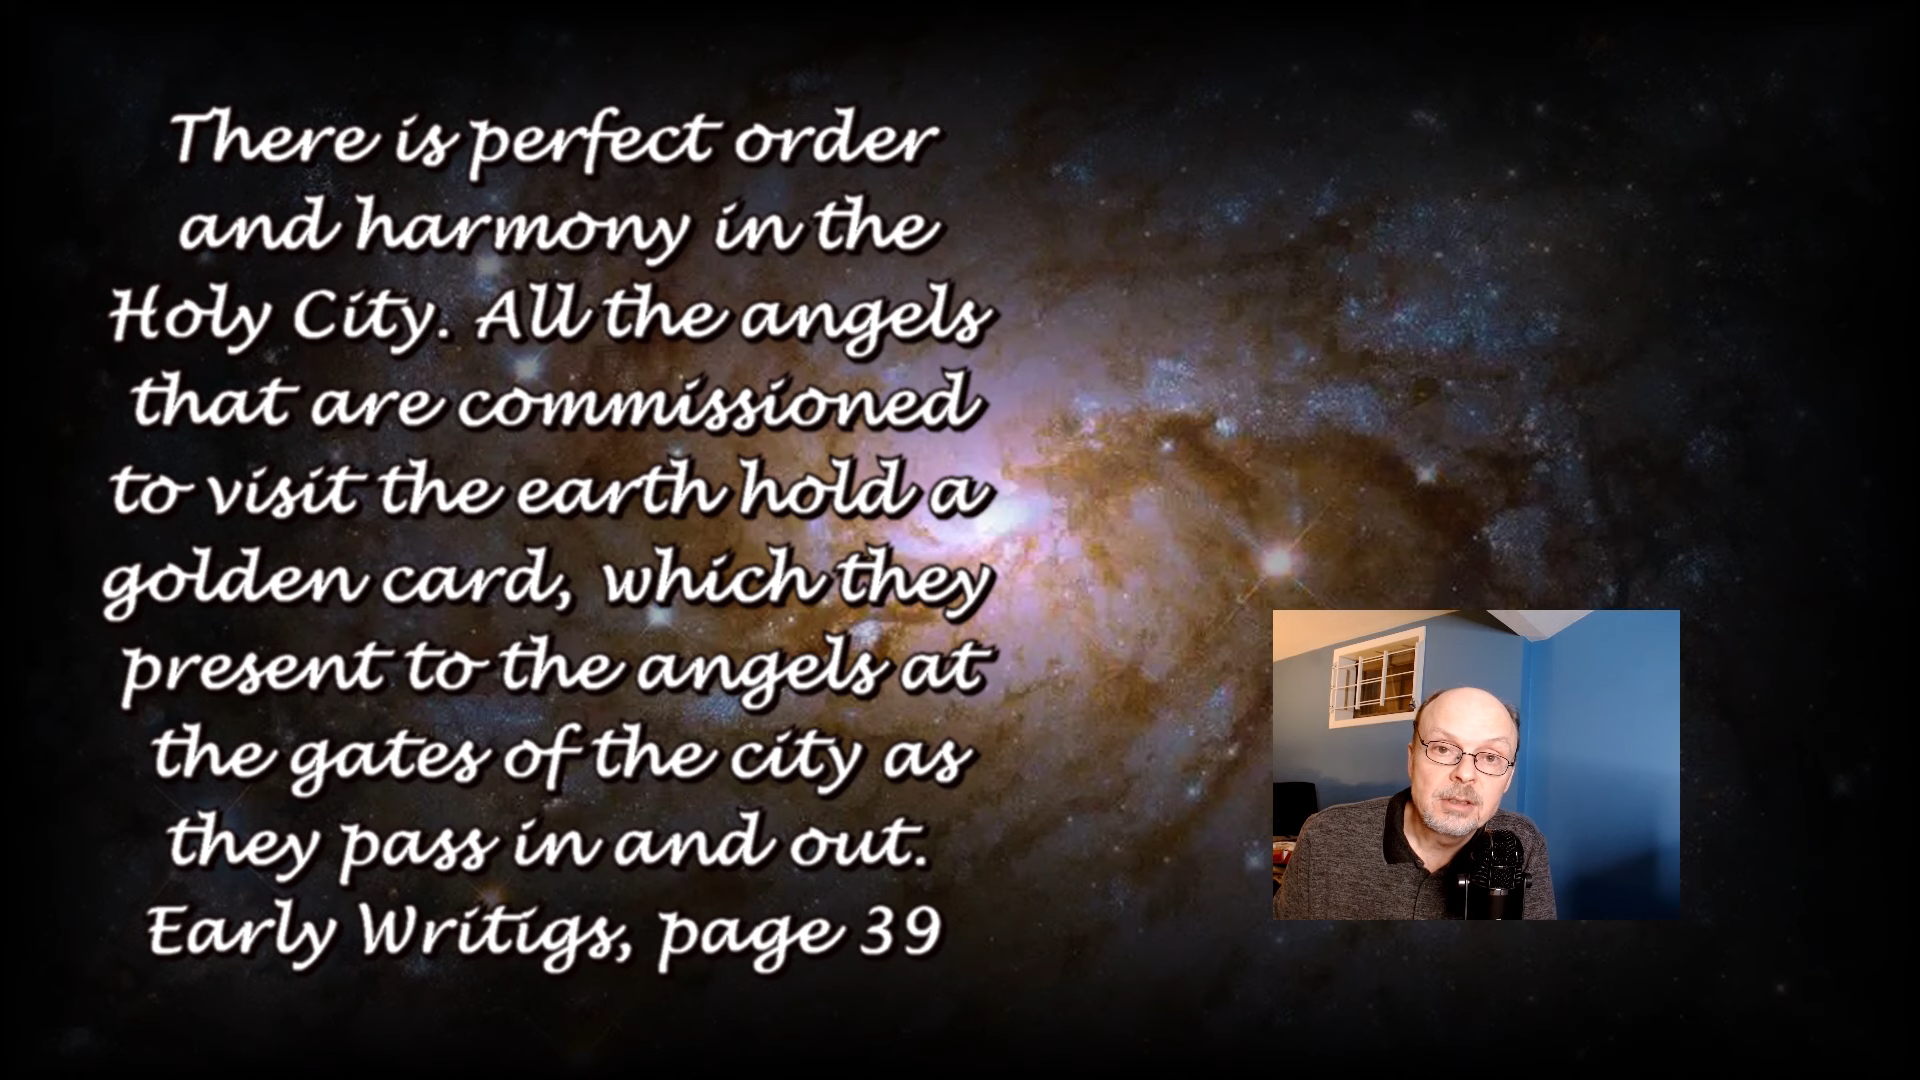 There is perfect order
and harmony in the
Holy City. All the angels
that are commissioned
to visit the earth hold a
golden card, which they
present to the angels at
the gates of the city as
they pass in and out.
Early Writigs, page 39